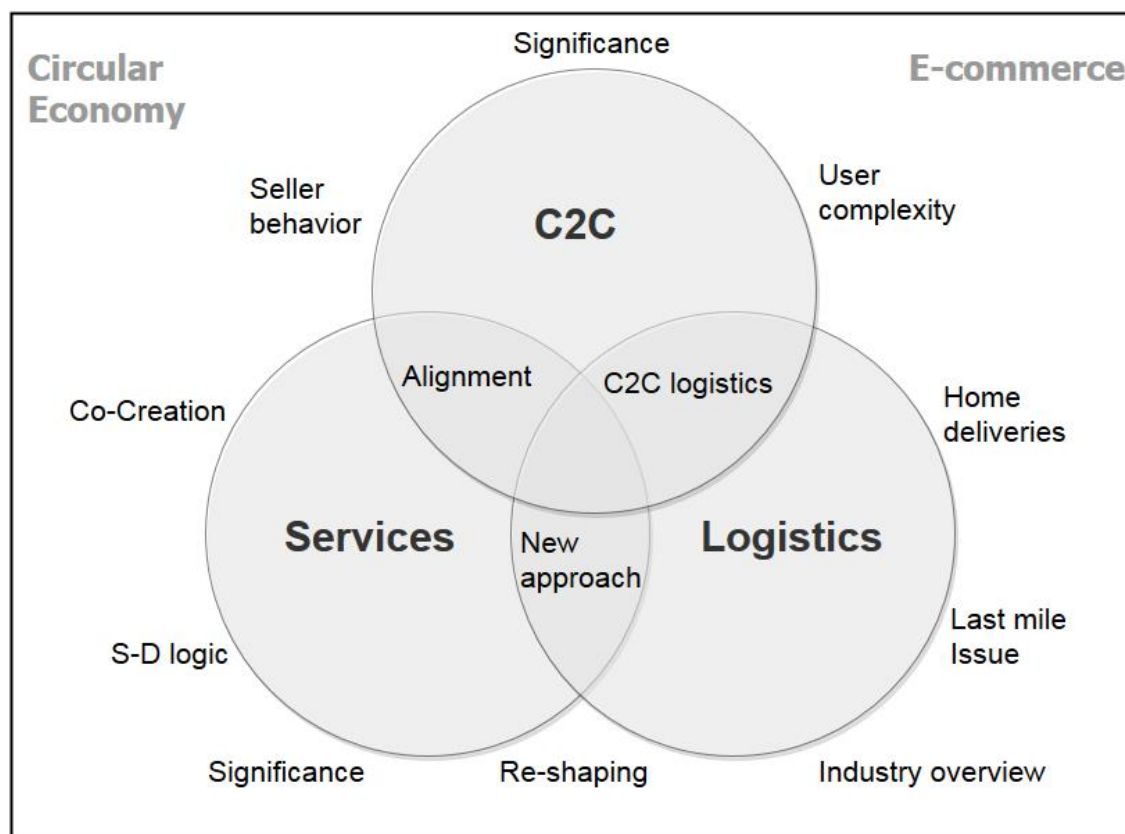 Significance
Circular
Economy
E-commerce
Seller
behavior
User
complexity
C2C
Alignment
C2C logistics
Co-Creation
Home
deliveries
Services
New
approach
Logistics
S-D logic
Last mile
Issue
Significance
Re-shaping
Industry overview